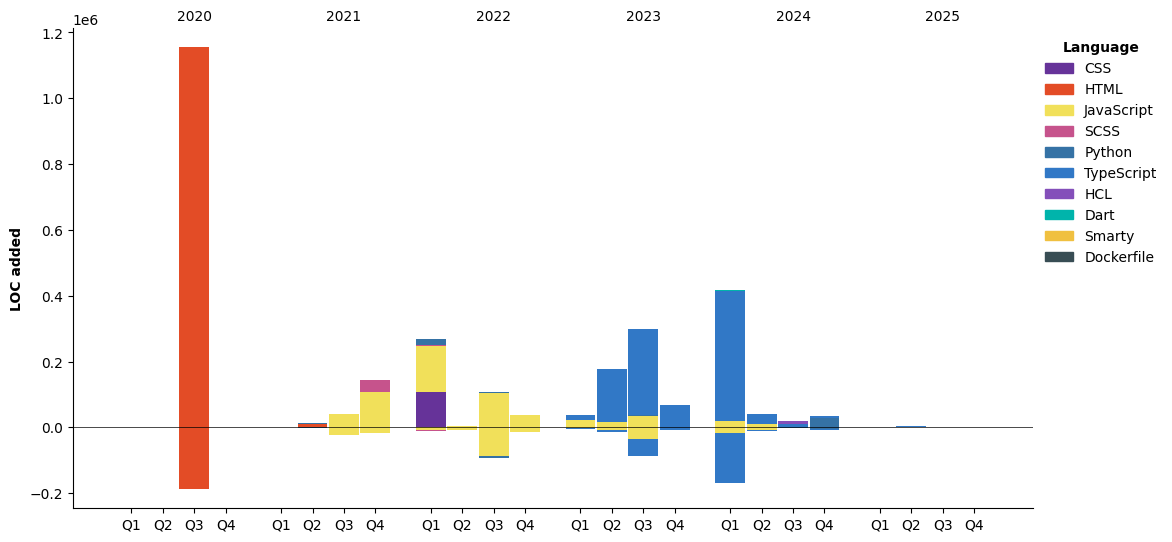 1e6
2020 2021 2022 2023 2024 2025
1.2
1.0
0.8
0.6
0.4
0.2
0.0
−0.2
LOC added
Q1 Q2 Q3 Q4 Q1 Q2 Q3 Q4 Q1 Q2 Q3 Q4 Q1 Q2 Q3 Q4 Q1 Q2 Q3 Q4 Q1 Q2 Q3 Q4
Language
CSS
HTML
JavaScript
SCSS
Python
TypeScript
HCL
Dart
Smarty
Dockerfile